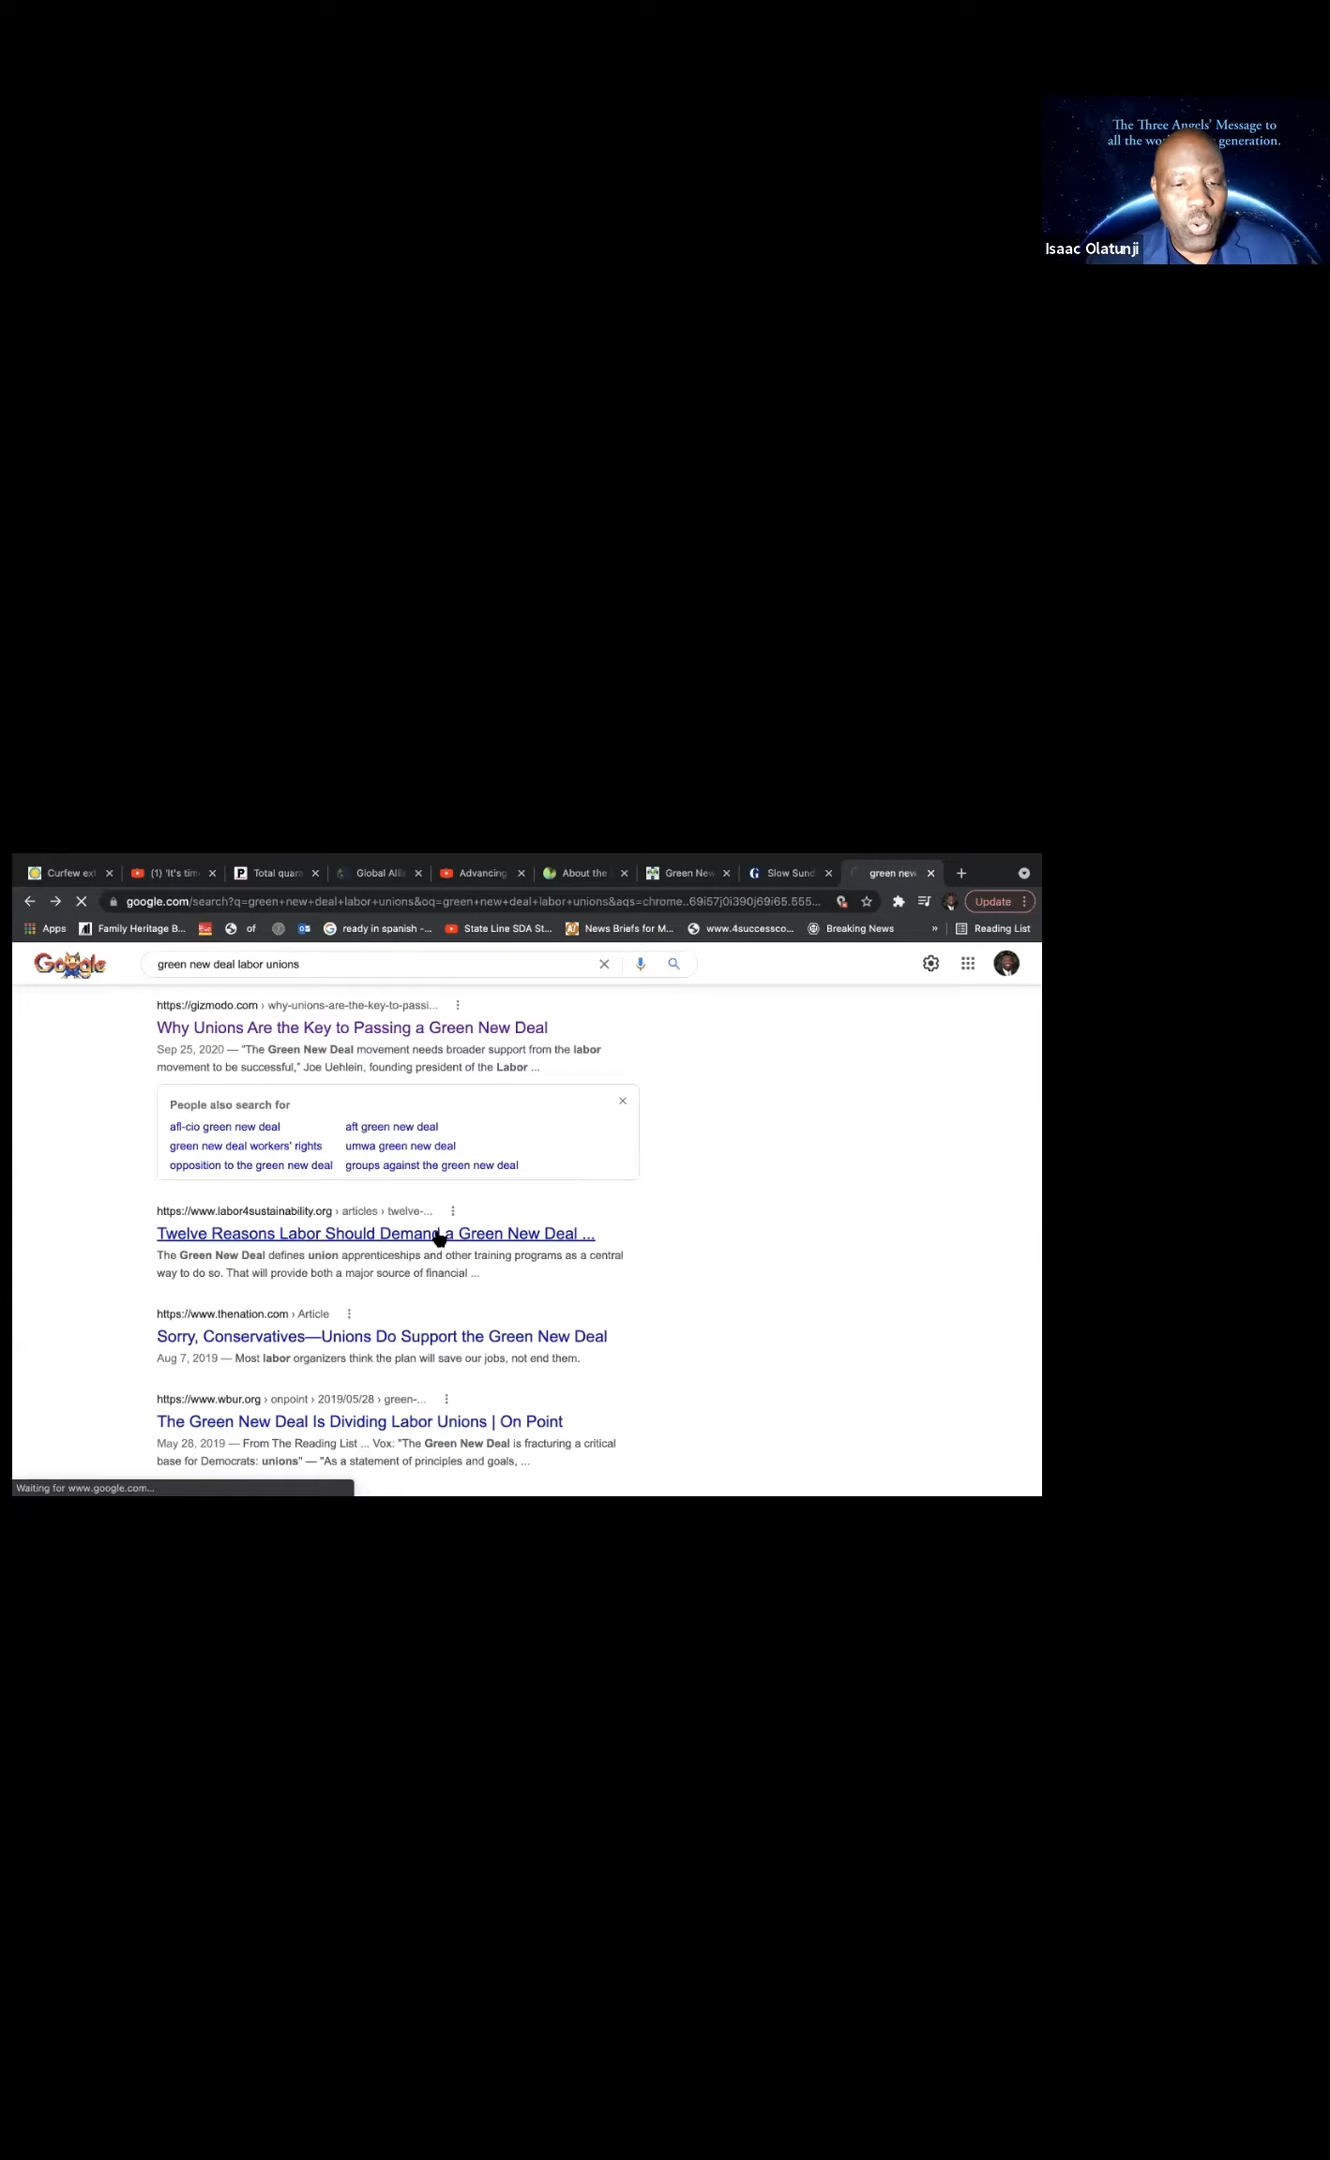 The Three Angels' Message to
all the wo generation.
Isaac Olatunji
Curfew ext
(1) 'It's tim
Total quara
Global Allia
Advancing
About the
Green New
Slow Sund
green new
google.com/search?q=green+new+deal+labor+unions&oq=green+new+deal+labor+unions&aqs=chrome..69i57j0i390j69i65.555...
Update
Apps
Family Heritage B...
of
ready in spanish -...
State Line SDA St...
News Briefs for M...
www.4successco...
Breaking News
»
Reading List
Google
green new deal labor unions
https://gizmodo.com › why-unions-are-the-key-to-passi...
Why Unions Are the Key to Passing a Green New Deal
Sep 25, 2020 — "The Green New Deal movement needs broader support from the labor
movement to be successful," Joe Uehlein, founding president of the Labor ...
People also search for
afl-cio green new deal
aft green new deal
green new deal workers' rights
umwa green new deal
opposition to the green new deal
groups against the green new deal
https://www.labor4sustainability.org › articles › twelve-...
Twelve Reasons Labor Should Demand a Green New Deal ...
The Green New Deal defines union apprenticeships and other training programs as a central
way to do so. That will provide both a major source of financial ...
https://www.thenation.com › Article
Sorry, Conservatives—Unions Do Support the Green New Deal
Aug 7, 2019 — Most labor organizers think the plan will save our jobs, not end them.
https://www.wbur.org › onpoint › 2019/05/28 › green-...
The Green New Deal Is Dividing Labor Unions | On Point
May 28, 2019 — From The Reading List ... Vox: "The Green New Deal is fracturing a critical
base for Democrats: unions" — "As a statement of principles and goals, ...
Waiting for www.google.com...